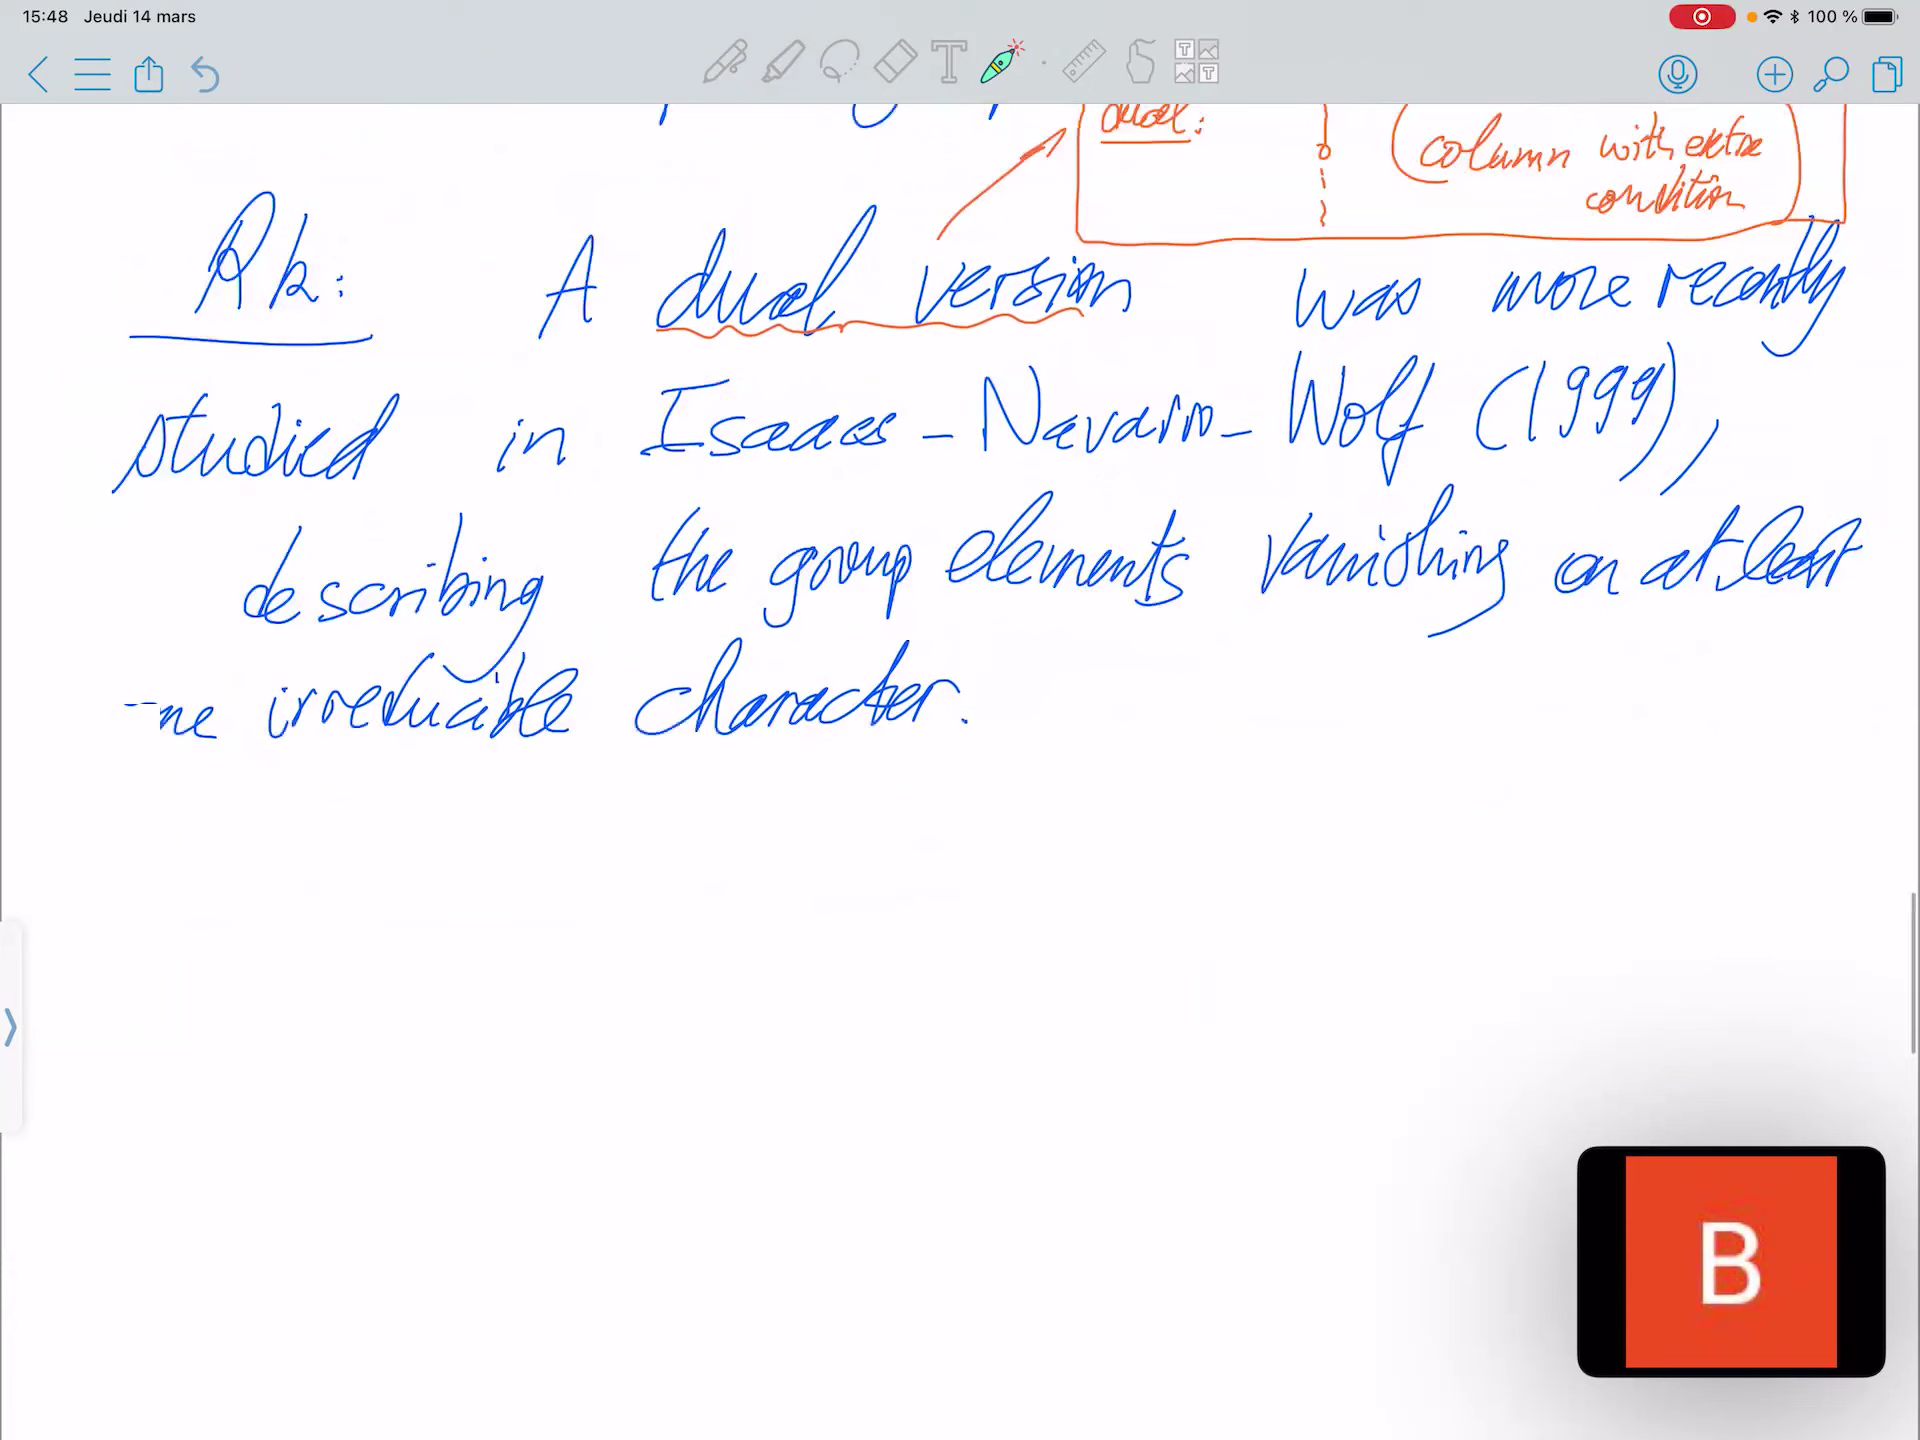 15:48 Jeudi 14 mars
100 %
dual:
column with extra
condition
Rk: A dual version was more recently
studied in Isaacs - Navarro - Wolf (1999),
describing the group elements vanishing on at least
ne irreducible character.
B